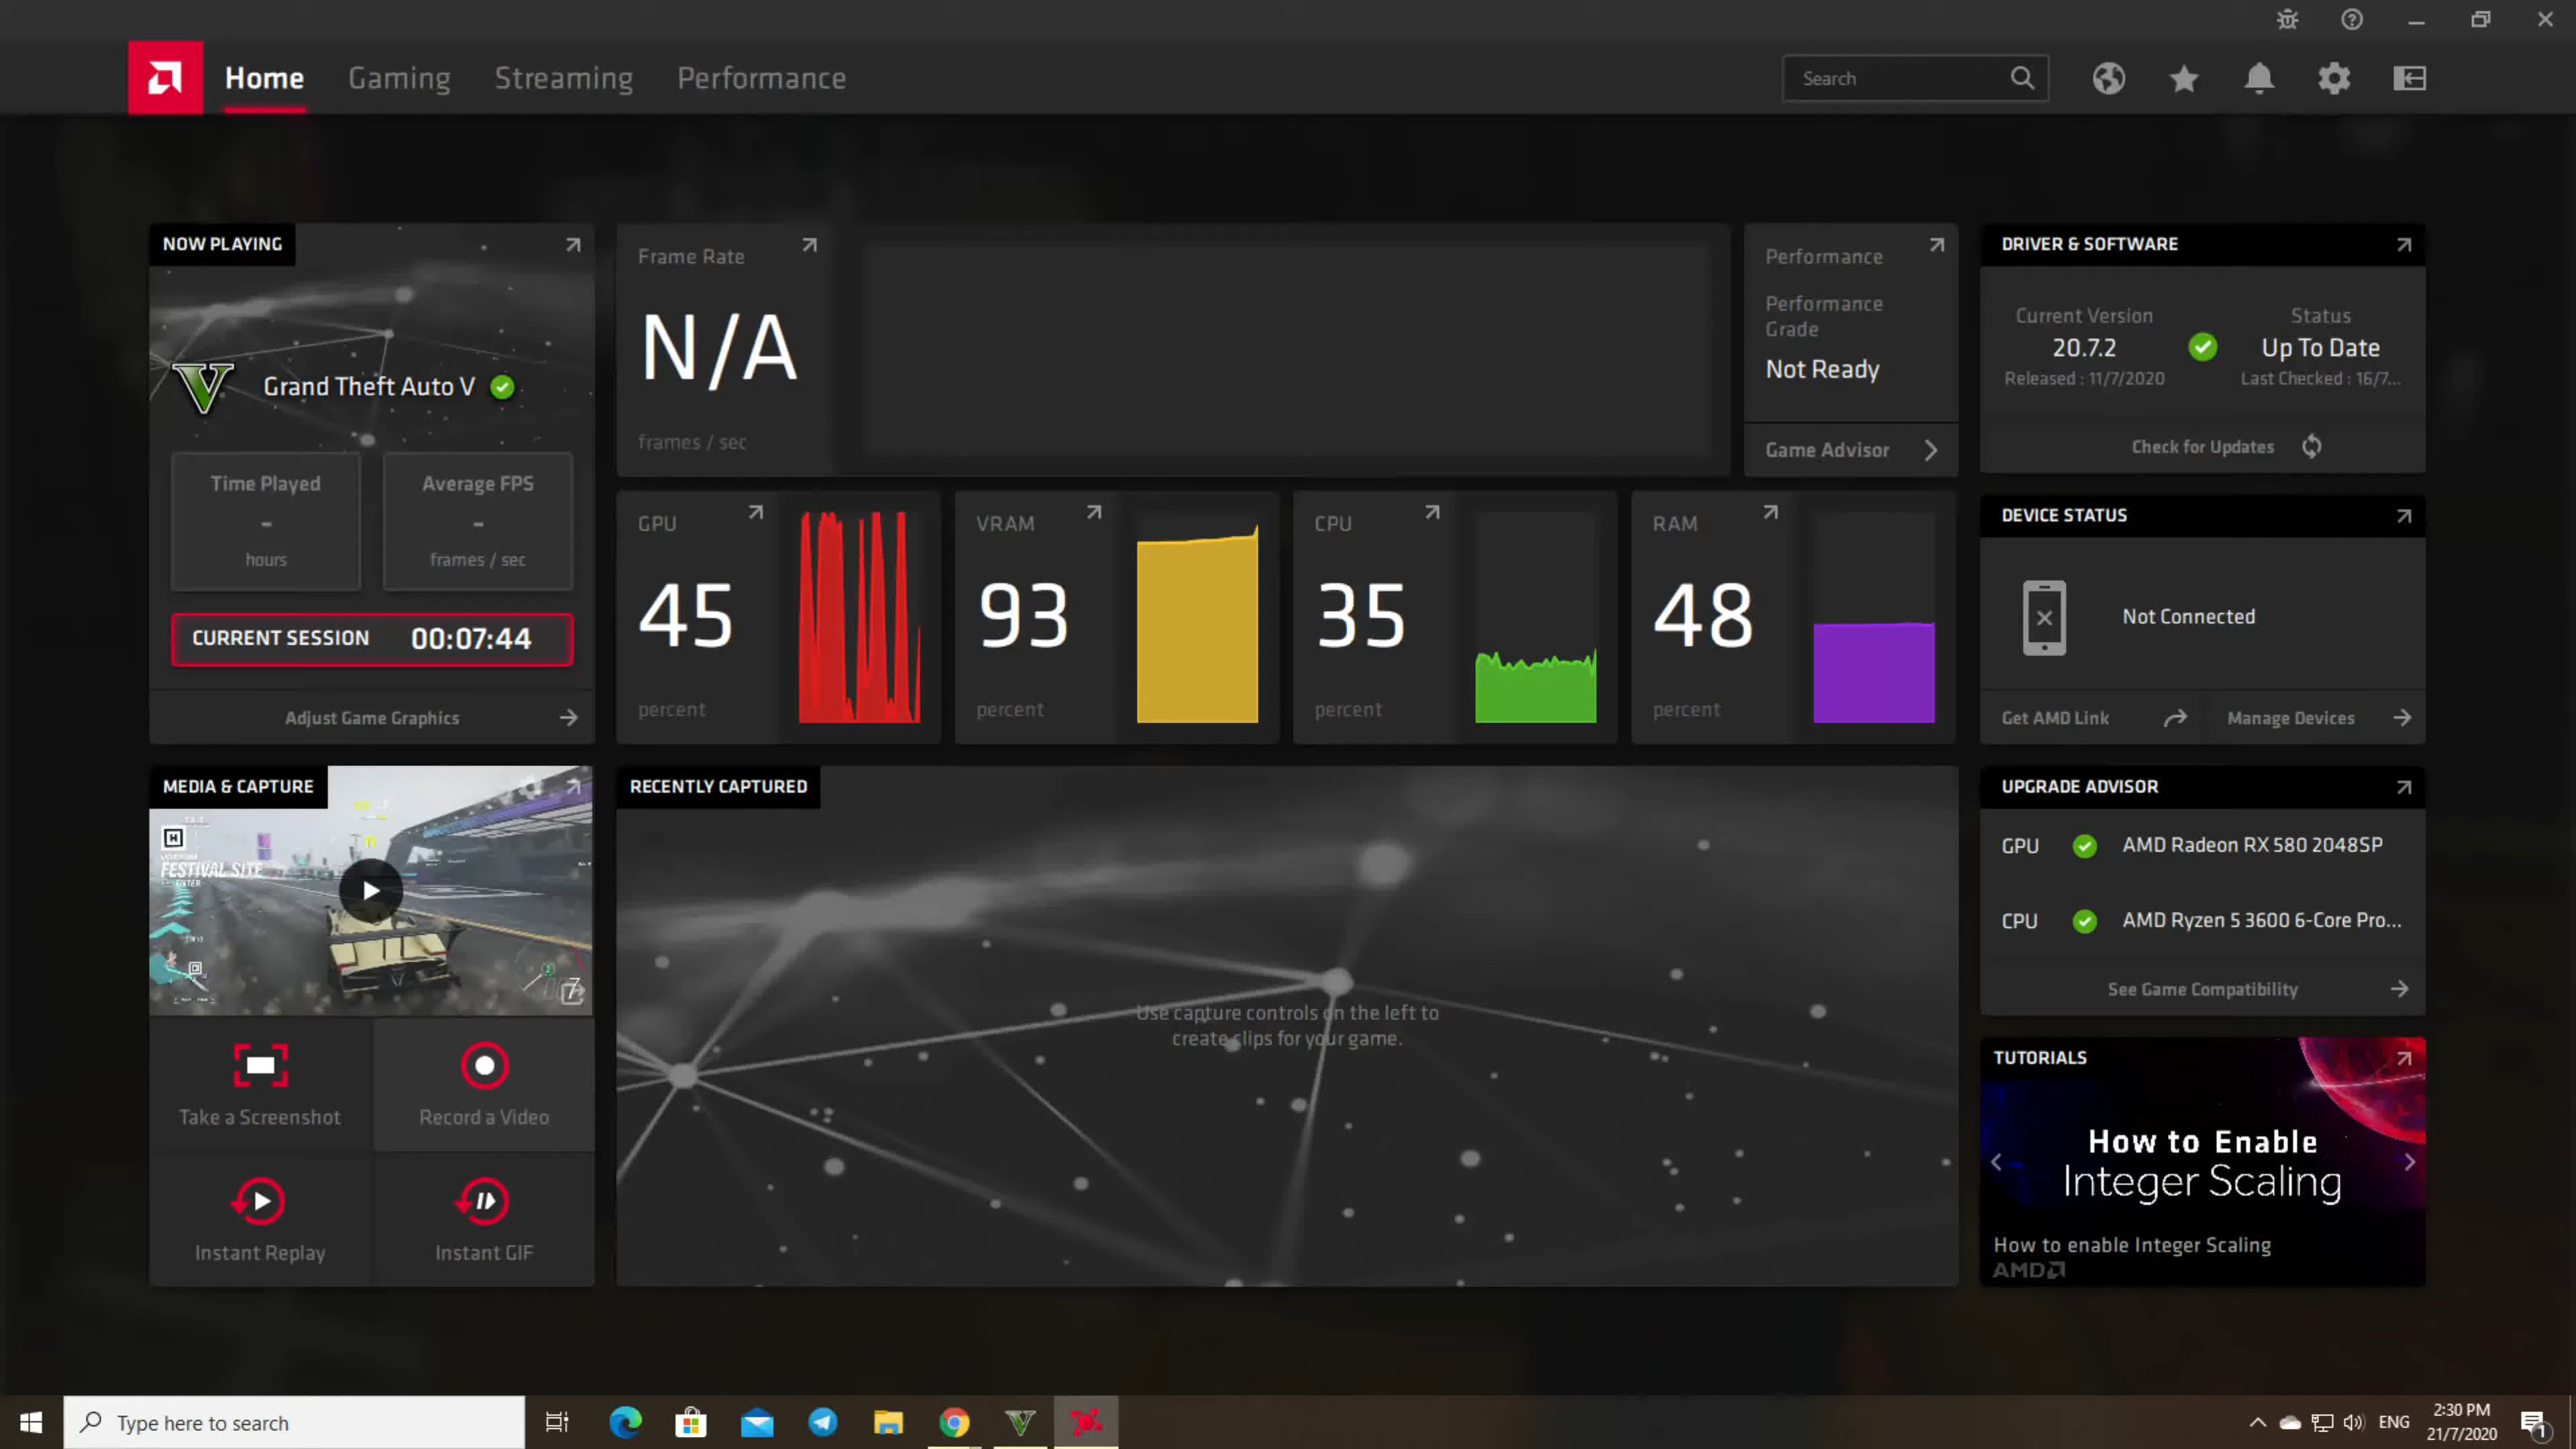 Home
Gaming
Streaming
Performance
Search
NOW PLAYING
Grand Theft Auto V
Time Played
-
hours
Average FPS
-
frames / sec
CURRENT SESSION 00:07:44
Adjust Game Graphics
Frame Rate
N/A
frames / sec
Performance
Performance
Grade
Not Ready
Game Advisor
DRIVER & SOFTWARE
Current Version
20.7.2
Released : 11/7/2020
Status
Up To Date
Last Checked : 16/7...
Check for Updates
GPU
45
percent
VRAM
93
percent
CPU
35
percent
RAM
48
percent
DEVICE STATUS
Not Connected
Get AMD Link
Manage Devices
MEDIA & CAPTURE
H
FESTIVAL SITE
ENTER
7
Take a Screenshot
Record a Video
Instant Replay
Instant GIF
RECENTLY CAPTURED
Use capture controls on the left to
create clips for your game.
UPGRADE ADVISOR
GPU AMD Radeon RX 580 2048SP
CPU AMD Ryzen 5 3600 6-Core Pro...
See Game Compatibility
TUTORIALS
How to Enable
Integer Scaling
How to enable Integer Scaling
AMD
Type here to search
ENG
2:30 PM
21/7/2020
1